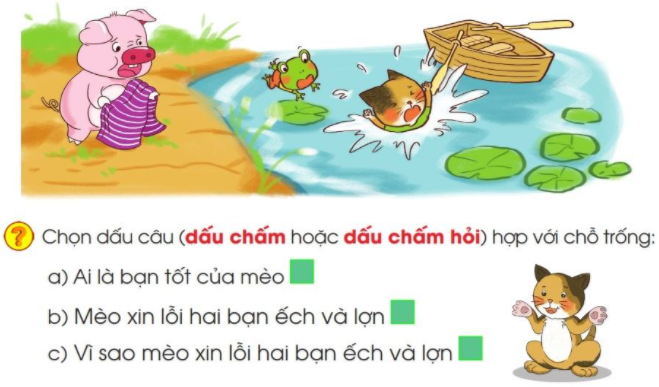 ? Chọn dấu câu (dấu chấm hoặc dấu chấm hỏi) hợp với chỗ trống:
a) Ai là bạn tốt của mèo
b) Mèo xin lỗi hai bạn ếch và lợn
c) Vì sao mèo xin lỗi hai bạn ếch và lợn